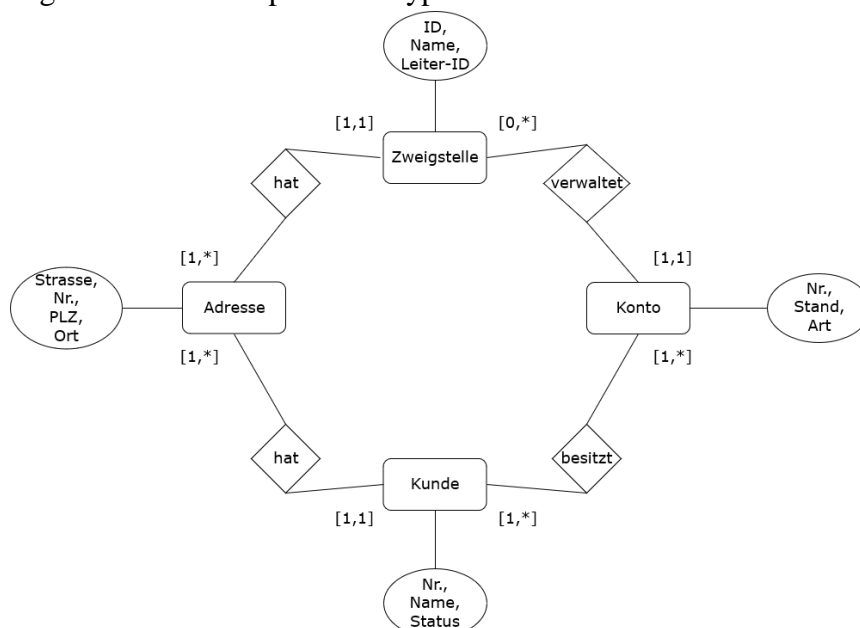 ID,
Name,
Leiter-ID
[1,1]
[0,*]
Zweigstelle
hat
verwaltet
[1,*]
[1,1]
Strasse,
Nr.,
PLZ,
Ort
Adresse
Konto
Nr.,
Stand,
Art
[1,*]
[1,*]
hat
besitzt
Kunde
[1,1]
[1,*]
Nr.,
Name,
Status